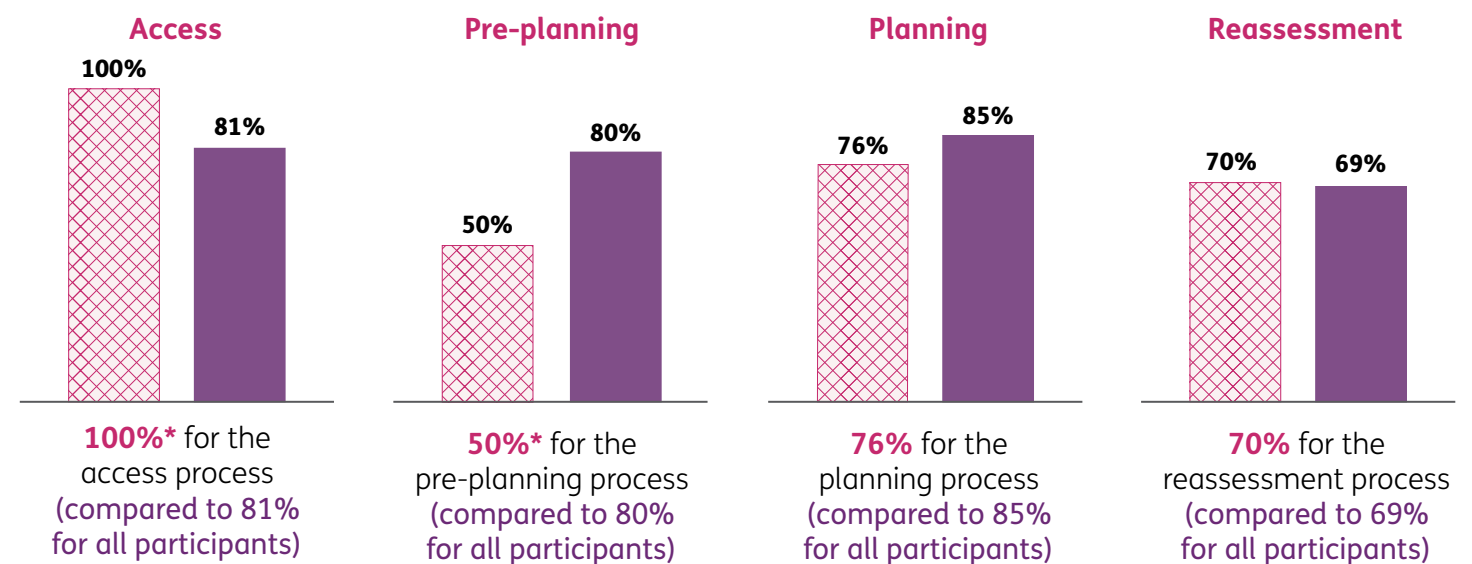 Access
100%
81%
100%* for the
access process
(compared to 81%
for all participants)
Pre-planning
50%
80%
50%* for the
pre-planning process
(compared to 80%
for all participants)
Planning
76%
85%
76% for the
planning process
(compared to 85%
for all participants)
Reassessment
70%
69%
70% for the
reassessment process
(compared to 69%
for all participants)